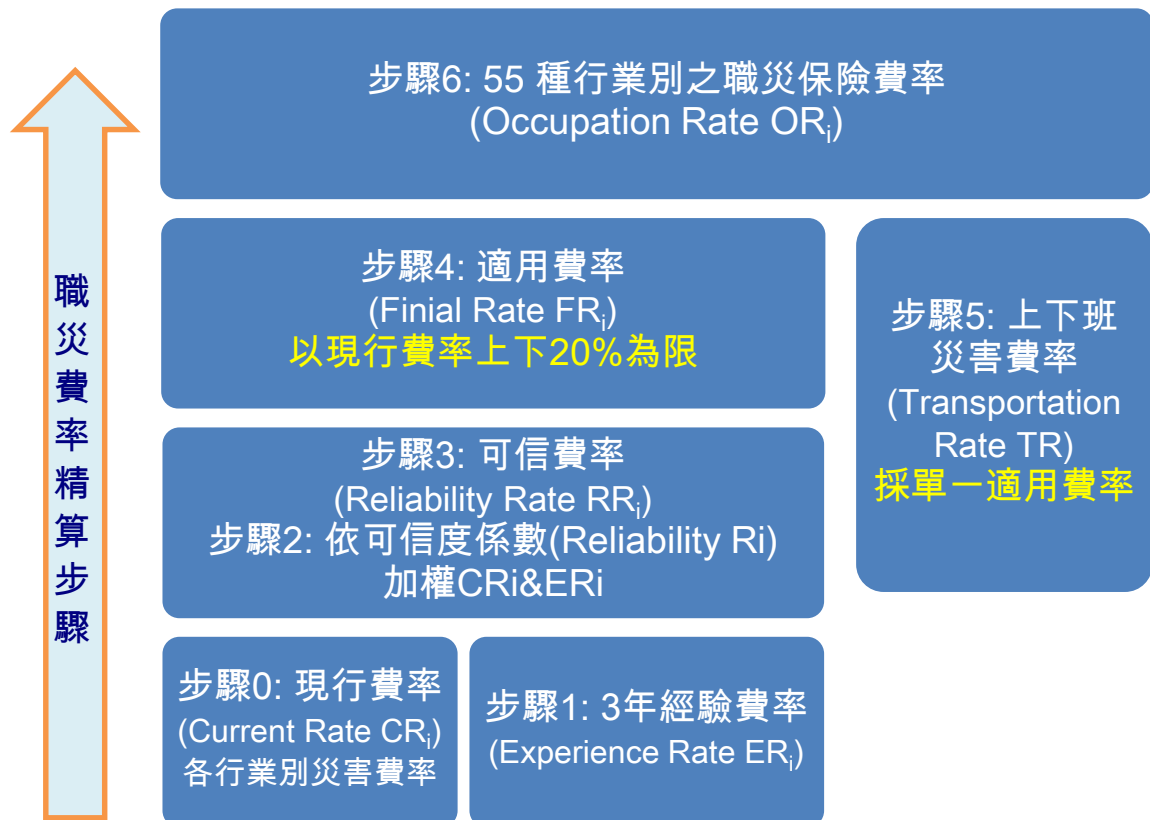 步驟6: 55 種行業別之職災保險費率
(Occupation Rate ORi)
職災費率精算步驟
步驟4: 適用費率
(Finial Rate FRi)
以現行費率上下20%為限
步驟5: 上下班
災害費率
(Transportation
Rate TR)
採單一適用費率
步驟3: 可信費率
(Reliability Rate RRi)
步驟2: 依可信度係數(Reliability Ri)
加權CRi&ERi
步驟0: 現行費率
(Current Rate CRi)
各行業別災害費率
步驟1: 3年經驗費率
(Experience Rate ERi)